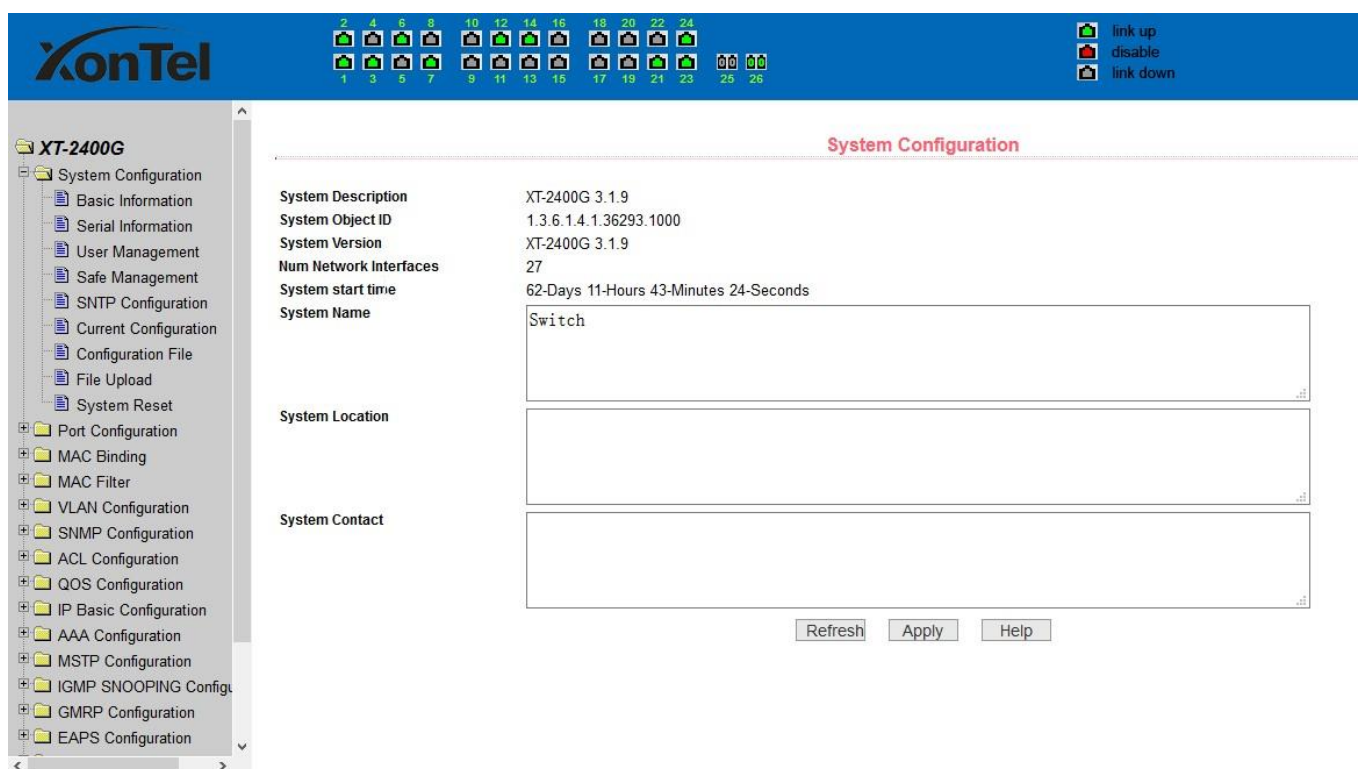 XonTel
2 4 6 8 10 12 14 16 18 20 22 24
1 3 5 7 9 11 13 15 17 19 21 23 25 26
link up
disable
link down
XT-2400G
System Configuration
Basic Information
Serial Information
User Management
Safe Management
SNTP Configuration
Current Configuration
Configuration File
File Upload
System Reset
Port Configuration
MAC Binding
MAC Filter
VLAN Configuration
SNMP Configuration
ACL Configuration
QOS Configuration
IP Basic Configuration
AAA Configuration
MSTP Configuration
IGMP SNOOPING Configu
GMRP Configuration
EAPS Configuration
System Configuration
System Description XT-2400G 3.1.9
System Object ID 1.3.6.1.4.1.36293.1000
System Version XT-2400G 3.1.9
Num Network Interfaces 27
System start time 62-Days 11-Hours 43-Minutes 24-Seconds
System Name Switch
System Location
System Contact
Refresh Apply Help